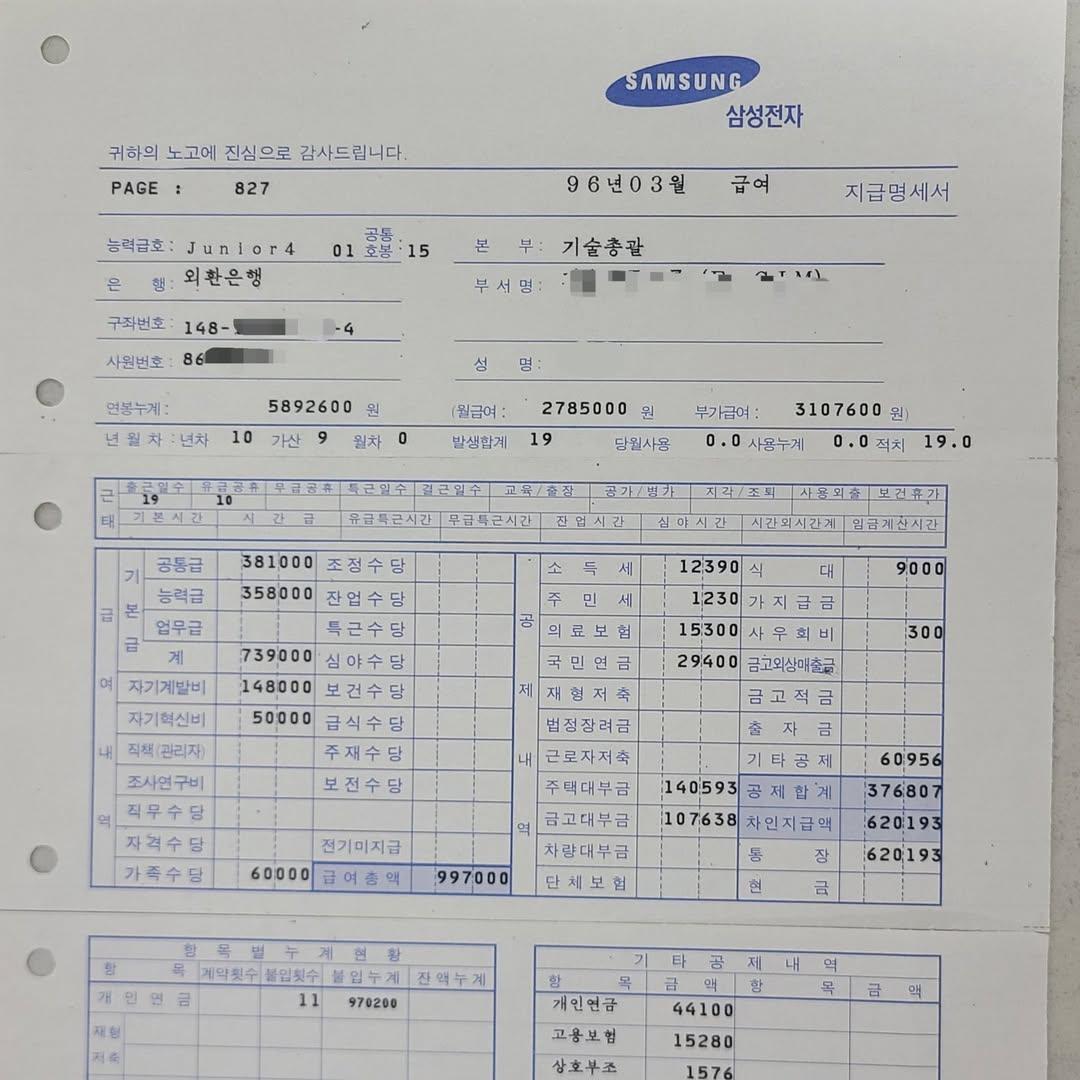 SAMSUNG
삼성전자
귀하의 노고에 진심으로 감사드립니다.
PAGE : 827 96년03월 급여 지급명세서
능력급호 : Junior4 01 공통호봉 : 15 본 부 : 기술총괄
은 행 : 외환은행 부 서 명 :
구좌번호 : 148- -4
사원번호 : 86 성 명 :
연봉누계 : 5892600 원 (월급여 : 2785000 원 부가급여 : 3107600 원)
년 월 차 : 년차 10 가산 9 월차 0 발생합계 19 당월사용 0.0 사용누계 0.0 적치 19.0
근태 출근일수 유급공휴 무급공휴 특근일수 결근일수 교육/출장 공가/병가 지각/조퇴 사용외출 보건휴가
19 10
기본시간 시간급 유급특근시간 무급특근시간 잔업시간 심야시간 시간외시간계 임금계산시간
급여내역 기본급 공통급 381000 조정수당 공제내역 소득세 12390 식대 9000
능력급 358000 잔업수당 주민세 1230 가지급금
업무급 특근수당 의료보험 15300 사우회비 300
계 739000 심야수당 국민연금 29400 금고외상매출금
자기계발비 148000 보건수당 재형저축 금고적금
자기혁신비 50000 급식수당 법정장려금 출자금
직책(관리자) 주재수당 근로자저축 기타공제 60956
조사연구비 보전수당 주택대부금 140593 공제합계 376807
직무수당 금고대부금 107638 차인지급액 620193
자격수당 전기미지급 차량대부금 통장 620193
가족수당 60000 급여총액 997000 단체보험 현금
항목별누계현황 기타공제내역
항목 계약횟수 불입횟수 불입누계 잔액누계 항목 금액 항목 금액
개인연금 11 970200 개인연금 44100
재형저축 고용보험 15280
상호부조 1576